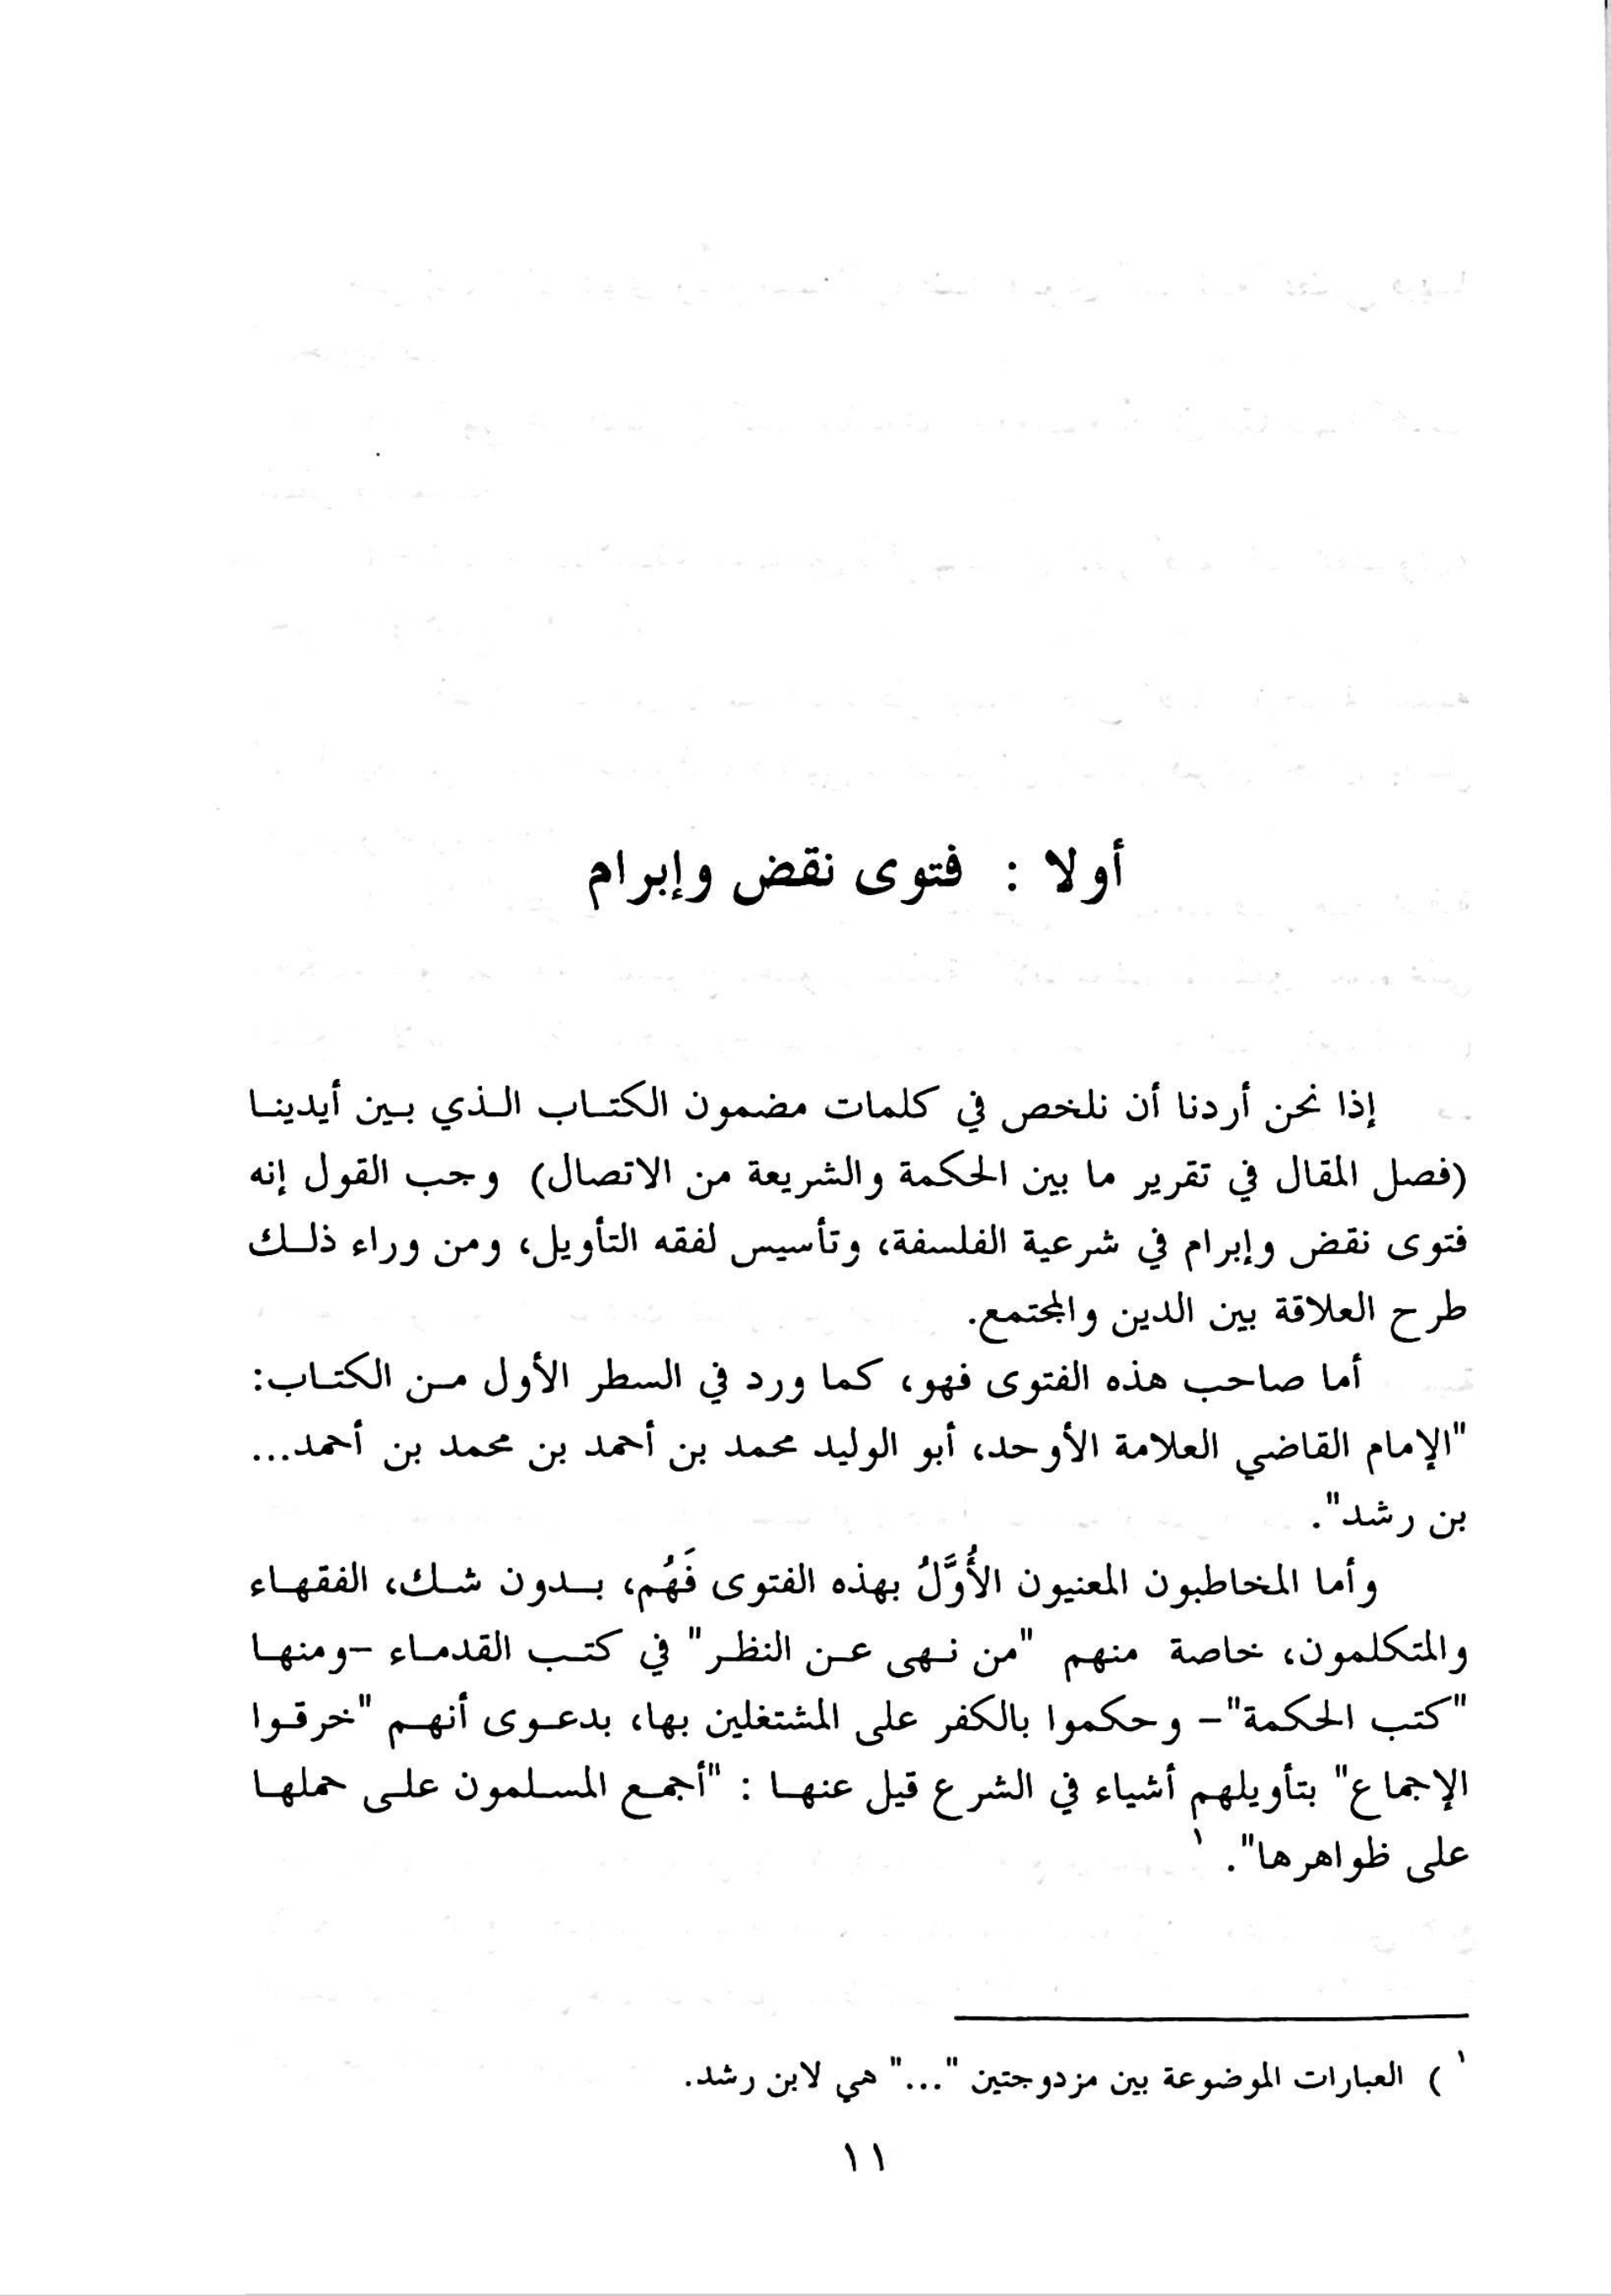 أولا : فتوى نقض وإبرام
إذا نحن أردنا أن نلخص في كلمات مضمون الكتاب الذي بين أيدينا
(فصل المقال في تقرير ما بين الحكمة والشريعة من الاتصال) وجب القول إنه
فتوى نقض وإبرام في شرعية الفلسفة، وتأسيس لفقه التأويل، ومن وراء ذلك
طرح العلاقة بين الدين والمجتمع.
أما صاحب هذه الفتوى فهو، كما ورد في السطر الأول من الكتاب:
"الإمام القاضي العلامة الأوحد، أبو الوليد محمد بن أحمد بن محمد بن أحمد...
بن رشد".
وأما المخاطبون المعنيون الأُوَّلُ بهذه الفتوى فَهُم، بدون شك، الفقهاء
والمتكلمون، خاصة منهم "من نهى عن النظر" في كتب القدماء -ومنها
"كتب الحكمة"- وحكموا بالكفر على المشتغلين بها، بدعوى أنهم "خرقوا
الإجماع" بتأويلهم أشياء في الشرع قيل عنها : "أجمع المسلمون على حملها
على ظواهرها". ١
١ ) العبارات الموضوعة بين مزدوجتين "..." هي لابن رشد.
١١